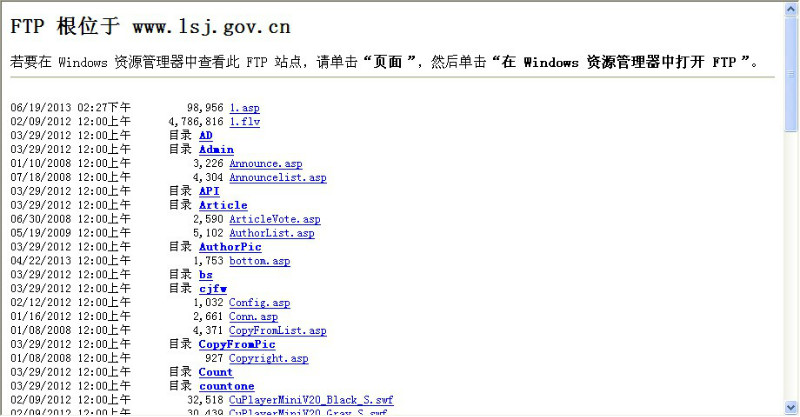 FTP 根位于 www.lsj.gov.cn
若要在 Windows 资源管理器中查看此 FTP 站点，请单击“页面 ”，然后单击“在 Windows 资源管理器中打开 FTP ”。
06/19/2013 02:27下午 98,956 1.asp
02/09/2012 12:00上午 4,786,816 1.flv
03/29/2012 12:00上午 目录 AD
03/29/2012 12:00上午 目录 Admin
01/10/2008 12:00上午 3,226 Announce.asp
07/18/2008 12:00上午 4,304 Announcelist.asp
03/29/2012 12:00上午 目录 API
03/29/2012 12:00上午 目录 Article
06/30/2008 12:00上午 2,590 ArticleVote.asp
05/19/2009 12:00上午 5,102 AuthorList.asp
03/29/2012 12:00上午 目录 AuthorPic
04/22/2013 12:00上午 1,753 bottom.asp
03/29/2012 12:00上午 目录 bs
03/29/2012 12:00上午 目录 cjfw
02/12/2012 12:00上午 1,032 Config.asp
01/16/2012 12:00上午 2,661 Conn.asp
01/08/2008 12:00上午 4,371 CopyFromList.asp
03/29/2012 12:00上午 目录 CopyFromPic
01/08/2008 12:00上午 927 Copyright.asp
03/29/2012 12:00上午 目录 Count
03/29/2012 12:00上午 目录 countone
02/09/2012 12:00上午 32,518 CuPlayerMiniV20_Black_S.swf
02/09/2012 12:00上午 30,439 CuPlayerMiniV20_Gray_S.swf